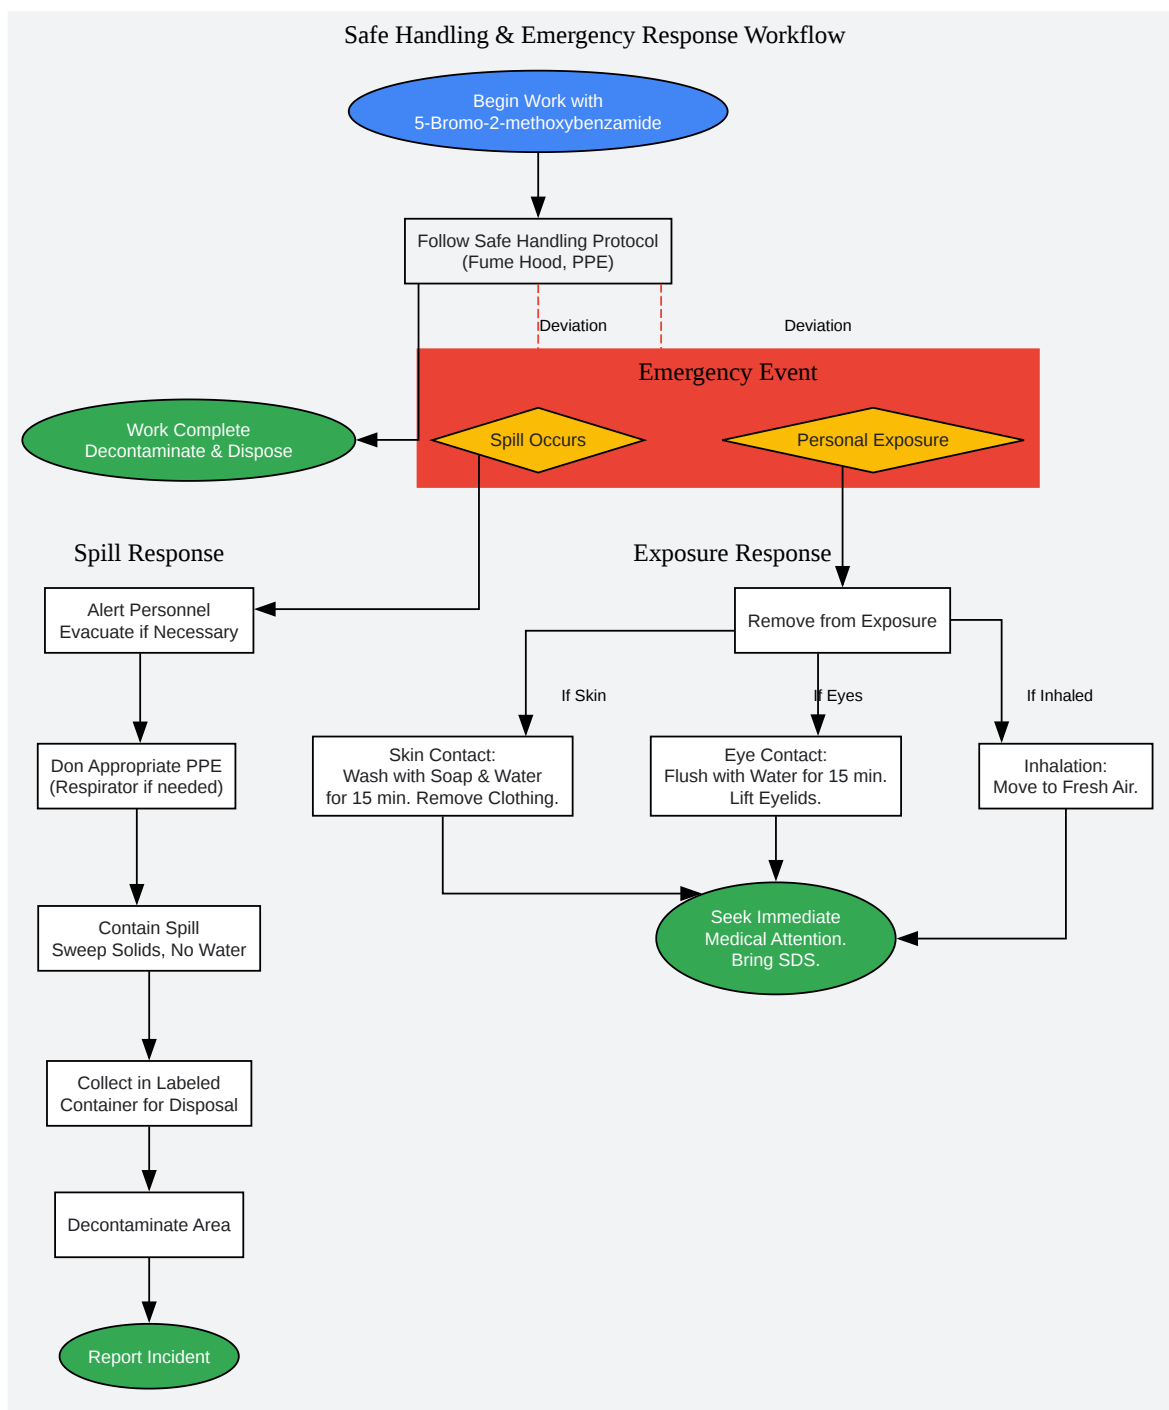 Safe Handling & Emergency Response Workflow
Begin Work with
5-Bromo-2-methoxybenzamide
Follow Safe Handling Protocol
(Fume Hood, PPE)
Deviation
Deviation
Emergency Event
Work Complete
Decontaminate & Dispose
Spill Occurs
Personal Exposure
Spill Response
Exposure Response
Alert Personnel
Evacuate if Necessary
Remove from Exposure
If Skin
If Eyes
If Inhaled
Don Appropriate PPE
(Respirator if needed)
Skin Contact:
Wash with Soap & Water
for 15 min. Remove Clothing.
Eye Contact:
Flush with Water for 15 min.
Lift Eyelids.
Inhalation:
Move to Fresh Air.
Contain Spill
Sweep Solids, No Water
Seek Immediate
Medical Attention.
Bring SDS.
Collect in Labeled
Container for Disposal
Decontaminate Area
Report Incident